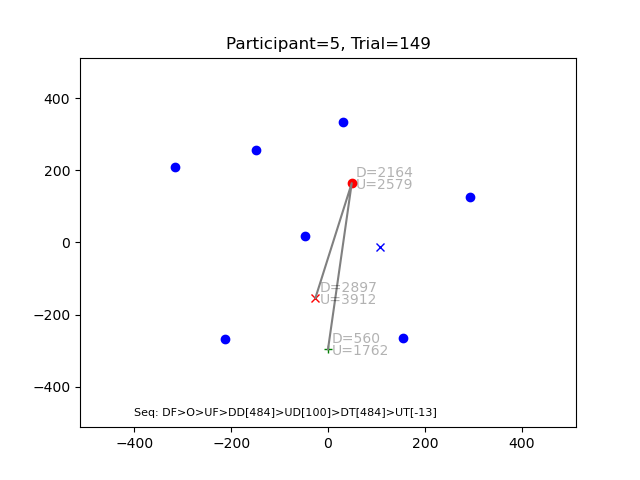 Participant=5, Trial=149
400
200
0
−200
−400
D=2164
U=2579
D=2897
U=3912
D=560
U=1762
Seq: DF>O>UF>DD[484]>UD[100]>DT[484]>UT[-13]
−400 −200 0 200 400